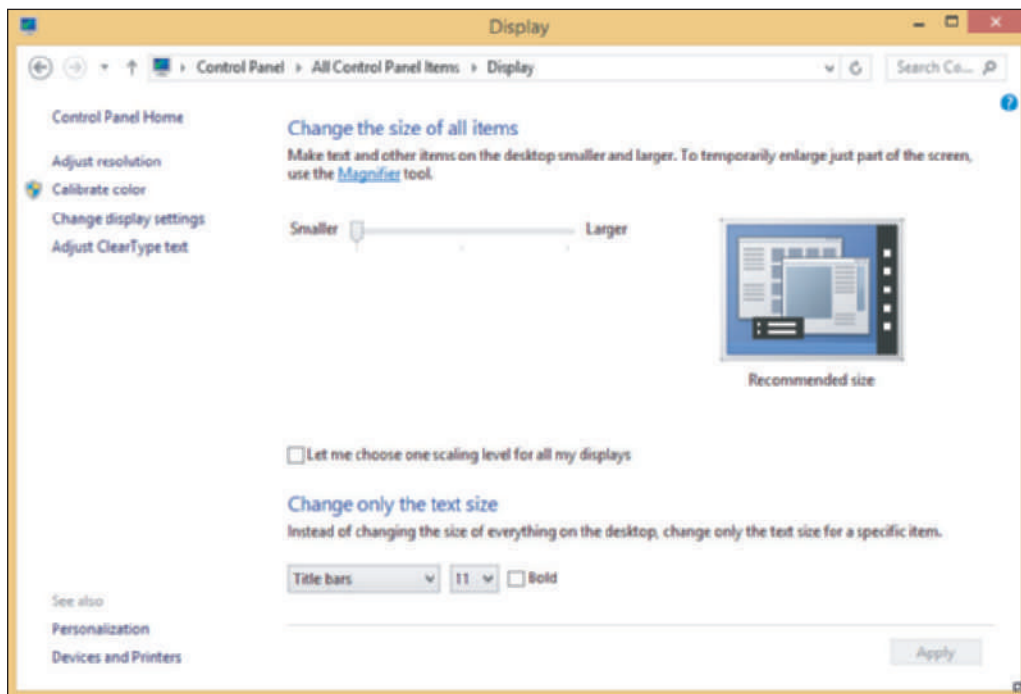 Display
Control Panel All Control Panel Items Display
Search Co...
Control Panel Home
Adjust resolution
Calibrate color
Change display settings
Adjust ClearType text
See also
Personalization
Devices and Printers
Change the size of all items
Make text and other items on the desktop smaller and larger. To temporarily enlarge just part of the screen,
use the Magnifier tool.
Smaller Larger
Recommended size
Let me choose one scaling level for all my displays
Change only the text size
Instead of changing the size of everything on the desktop, change only the text size for a specific item.
Title bars 11 Bold
Apply